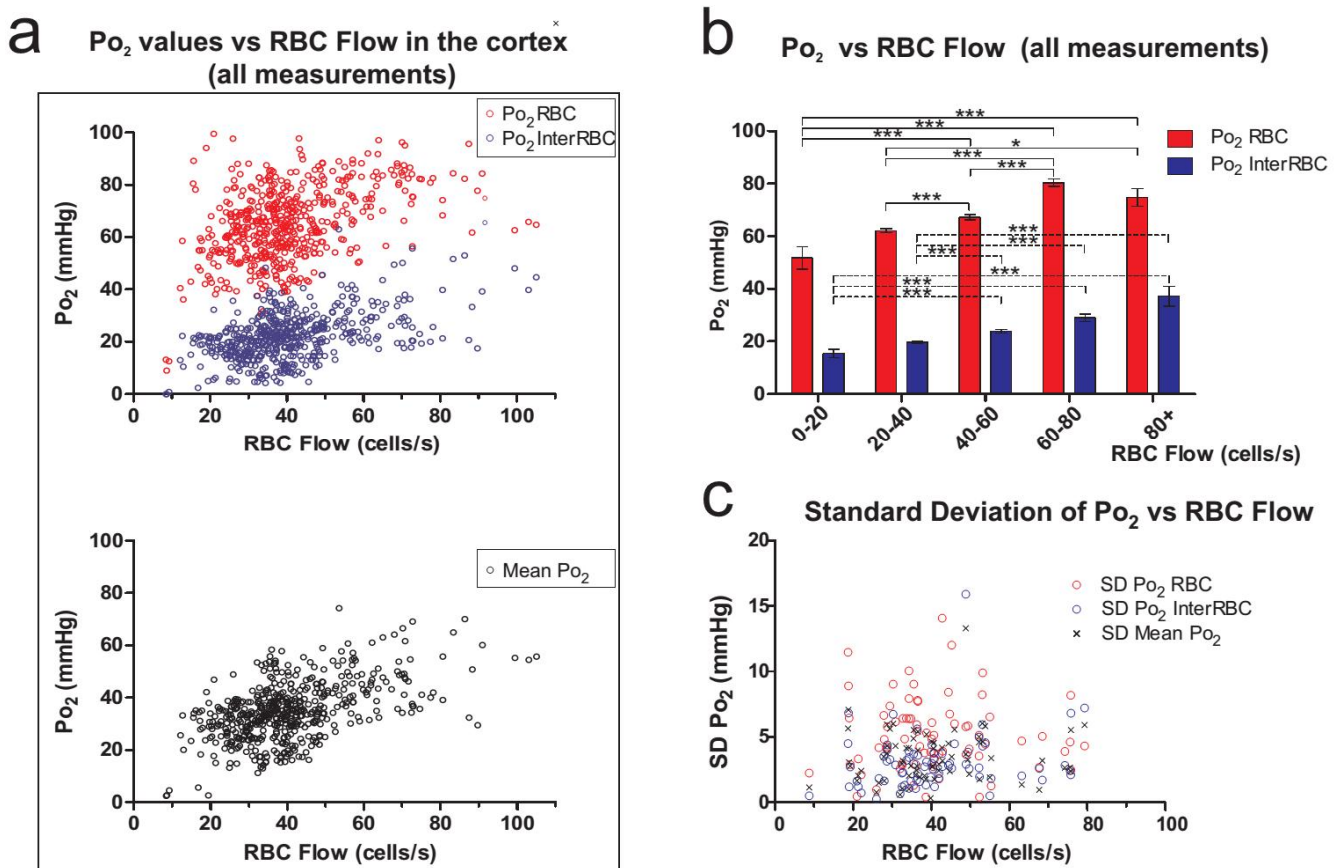 a
Po₂ values vs RBC Flow in the cortex
(all measurements)
Po₂RBC
Po₂InterRBC
100
80
60
40
20
0
Po₂ (mmHg)
0 20 40 60 80 100
RBC Flow (cells/s)
Mean Po₂
100
80
60
40
20
0
Po₂ (mmHg)
0 20 40 60 80 100
RBC Flow (cells/s)
b
Po₂ vs RBC Flow (all measurements)
Po₂ RBC
Po₂ InterRBC
***
***
***
*
***
***
***
***
***
***
***
***
***
100
80
60
40
20
0
Po₂ (mmHg)
0-20 20-40 40-60 60-80 80+
RBC Flow (cells/s)
c
Standard Deviation of Po₂ vs RBC Flow
SD Po₂ RBC
SD Po₂ InterRBC
SD Mean Po₂
20
15
10
5
0
SD Po₂ (mmHg)
0 20 40 60 80 100
RBC Flow (cells/s)